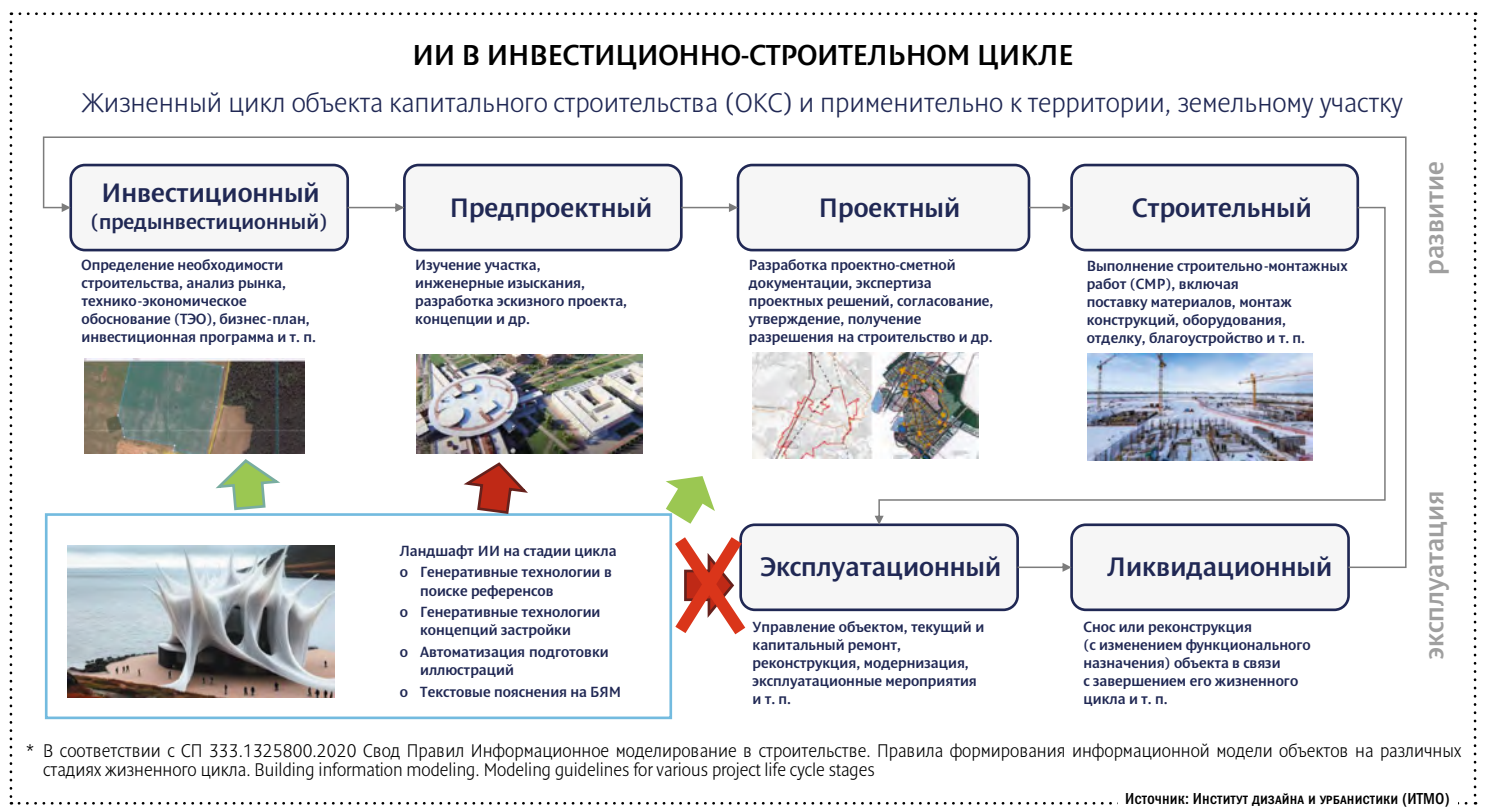 ИИ В ИНВЕСТИЦИОННО-СТРОИТЕЛЬНОМ ЦИКЛЕ
Жизненный цикл объекта капитального строительства (ОКС) и применительно к территории, земельному участку
Инвестиционный
(предынвестиционный)
Определение необходимости
строительства, анализ рынка,
технико-экономическое
обоснование (ТЭО), бизнес-план,
инвестиционная программа и т. п.
Предпроектный
Изучение участка,
инженерные изыскания,
разработка эскизного проекта,
концепции и др.
Проектный
Разработка проектно-сметной
документации, экспертиза
проектных решений, согласование,
утверждение, получение
разрешения на строительство и др.
Строительный
Выполнение строительно-монтажных
работ (СМР), включая
поставку материалов, монтаж
конструкций, оборудования,
отделку, благоустройство и т. п.
развитие
Ландшафт ИИ на стадии цикла
o Генеративные технологии в
поиске референсов
o Генеративные технологии
концепций застройки
o Автоматизация подготовки
иллюстраций
o Текстовые пояснения на БЯМ
Эксплуатационный
Управление объектом, текущий и
капитальный ремонт,
реконструкция, модернизация,
эксплуатационные мероприятия
и т. п.
Ликвидационный
Снос или реконструкция
(с изменением функционального
назначения) объекта в связи
с завершением его жизненного
цикла и т. п.
эксплуатация
* В соответствии с СП 333.1325800.2020 Свод Правил Информационное моделирование в строительстве. Правила формирования информационной модели объектов на различных
стадиях жизненного цикла. Building information modeling. Modeling guidelines for various project life cycle stages
Источник: Институт дизайна и урбанистики (ИТМО)